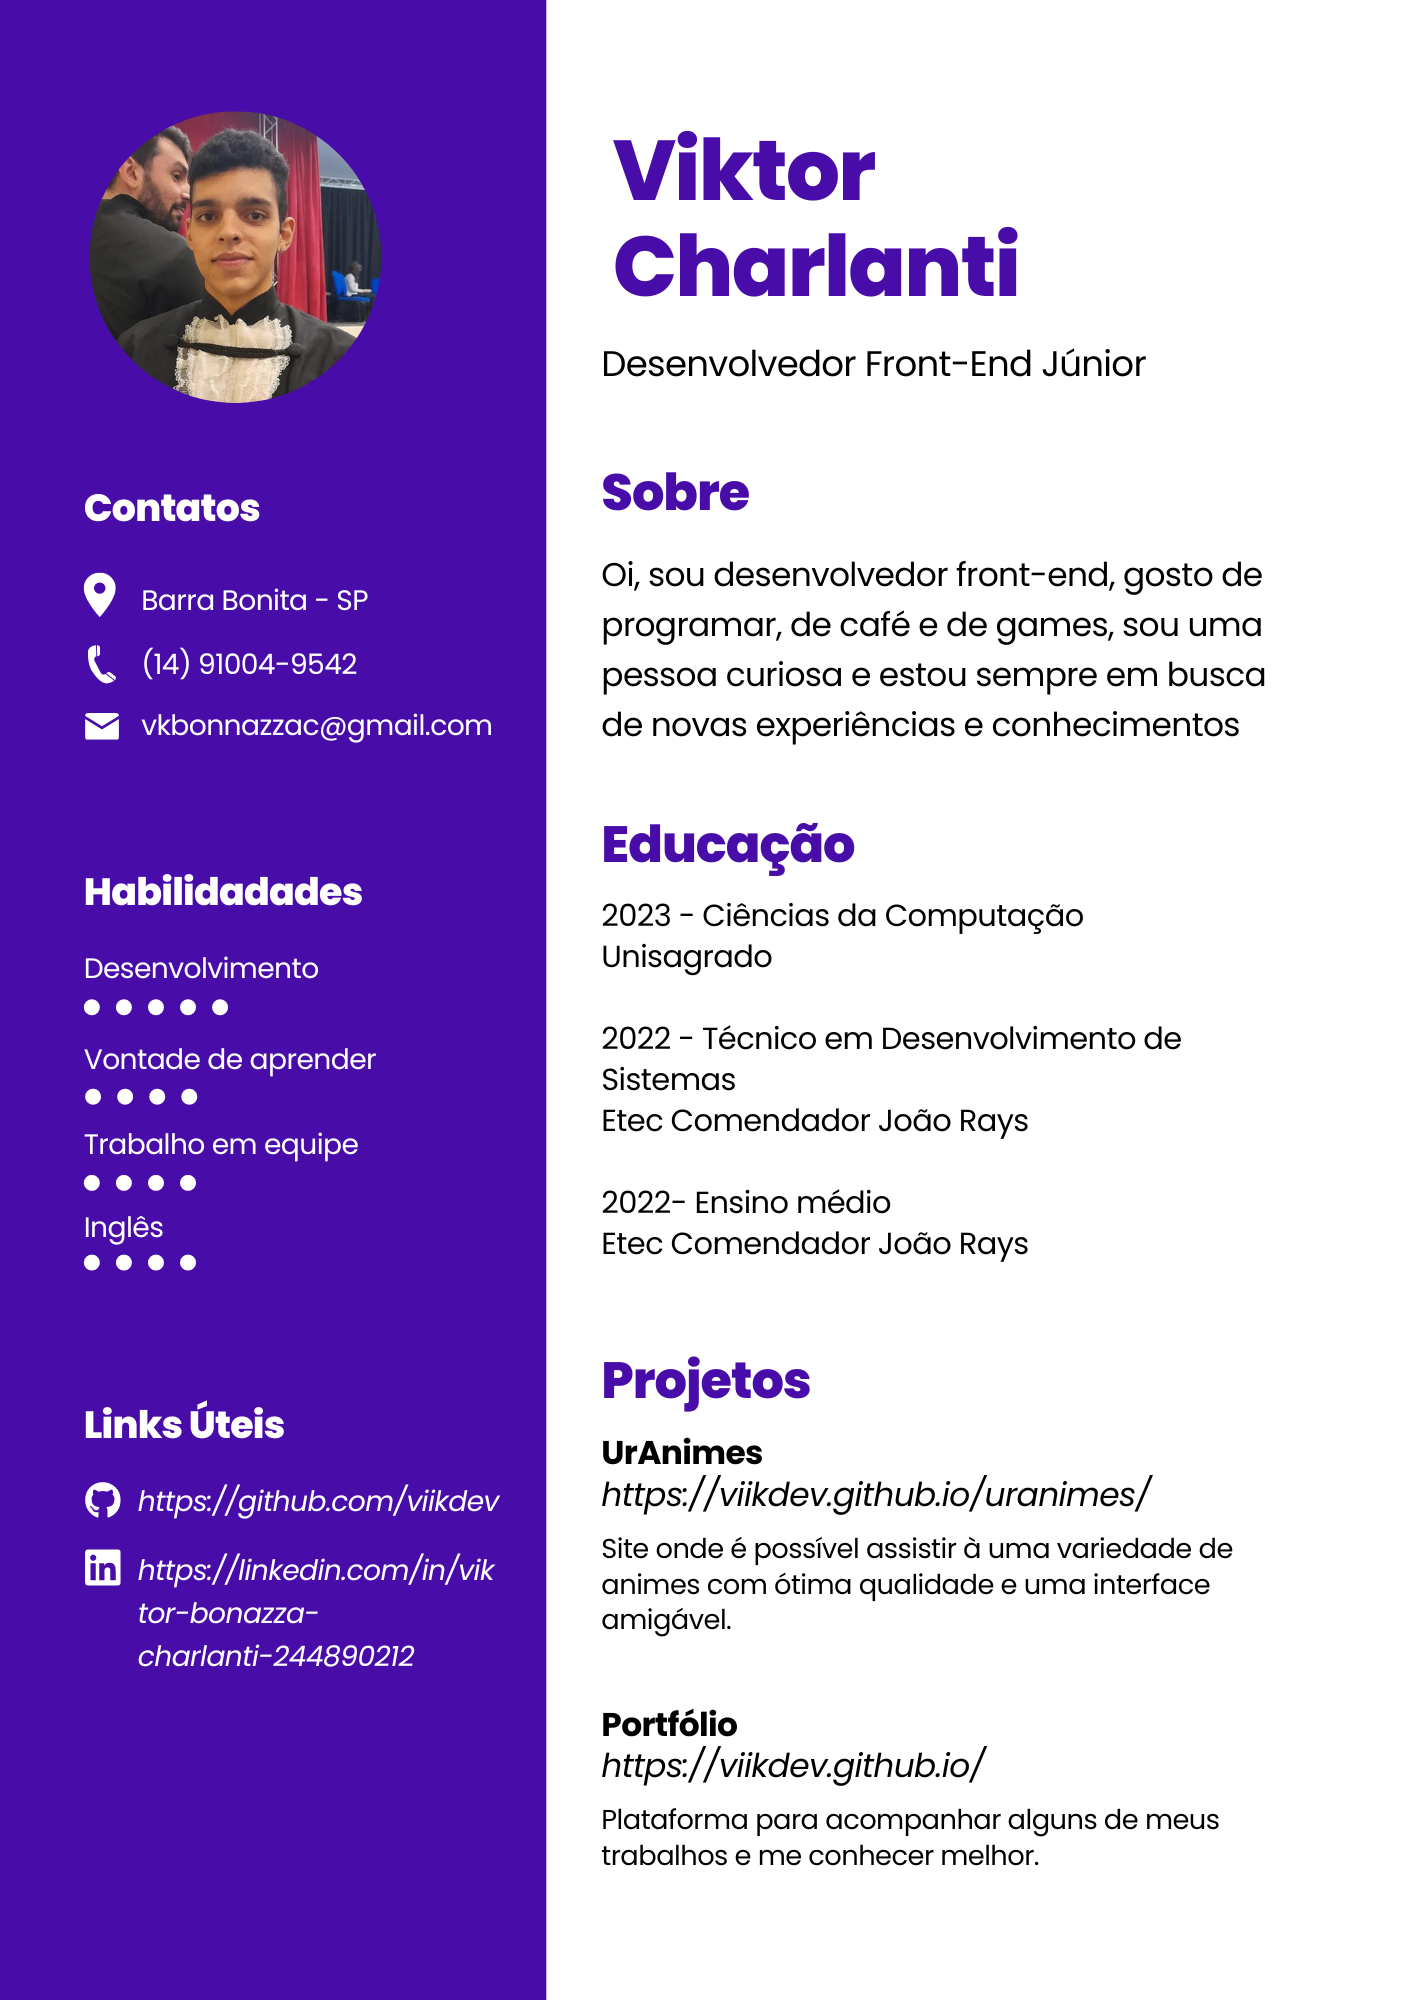 Viktor
Charlanti
Desenvolvedor Front-End Júnior
Contatos
Barra Bonita - SP
(14) 91004-9542
vkbonnazzac@gmail.com
Habilidadades
Desenvolvimento
Vontade de aprender
Trabalho em equipe
Inglês
Links Úteis
https://github.com/viikdev
https://linkedin.com/in/vik
tor-bonazza-
charlanti-244890212
Sobre
Oi, sou desenvolvedor front-end, gosto de
programar, de café e de games, sou uma
pessoa curiosa e estou sempre em busca
de novas experiências e conhecimentos
Educação
2023 - Ciências da Computação
Unisagrado
2022 - Técnico em Desenvolvimento de
Sistemas
Etec Comendador João Rays
2022- Ensino médio
Etec Comendador João Rays
Projetos
UrAnimes
https://viikdev.github.io/uranimes/
Site onde é possível assistir à uma variedade de
animes com ótima qualidade e uma interface
amigável.
Portfólio
https://viikdev.github.io/
Plataforma para acompanhar alguns de meus
trabalhos e me conhecer melhor.